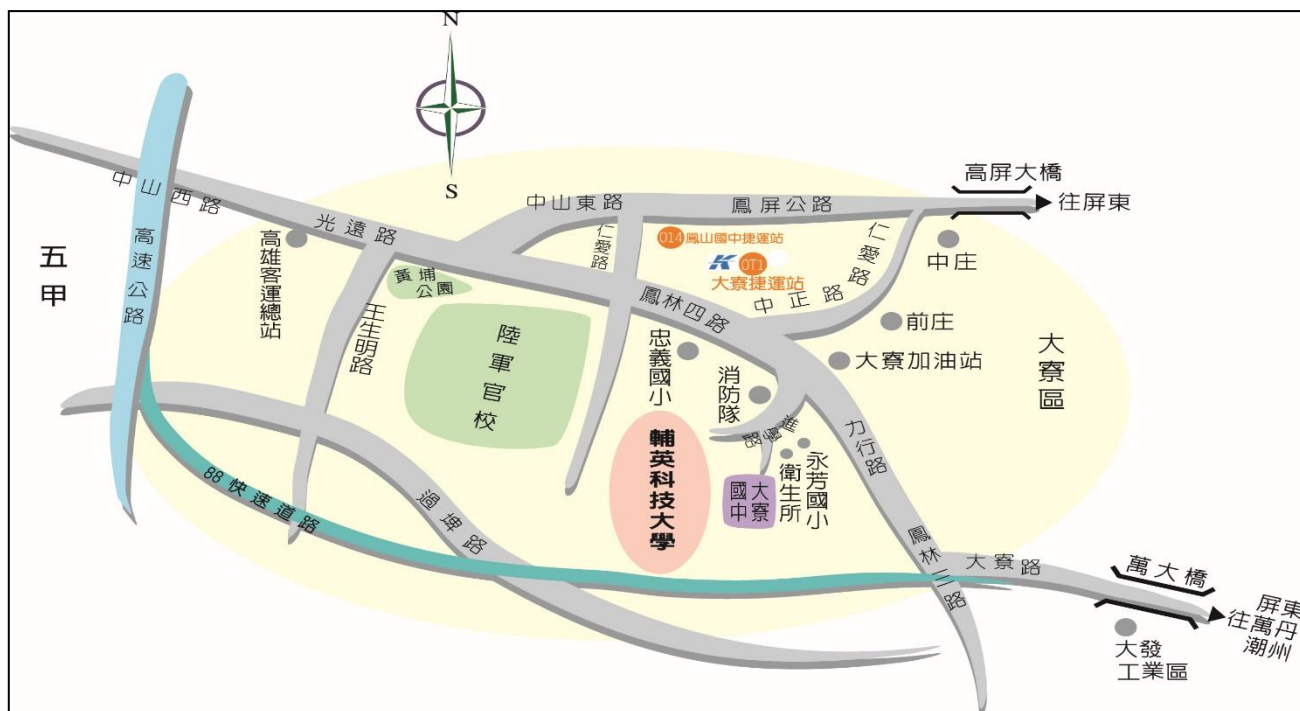 N
S
高屏大橋
往屏東
中山西路
光遠路
中山東路
鳳屏公路
仁愛路
仁愛路
O14鳳山國中捷運站
OT1
大寮捷運站
中正路
中庄
五甲
高速公路
高雄客運總站
黃埔
公園
王生明路
陸軍官校
鳳林四路
忠義國小
消防隊
前庄
大寮加油站
大寮區
進學路
輔英科技大學
大寮
國中
衛生所
永芳國小
力行路
88快速道路
過埤路
鳳林三路
大寮路
萬大橋
屏東
往萬丹
潮州
大發
工業區